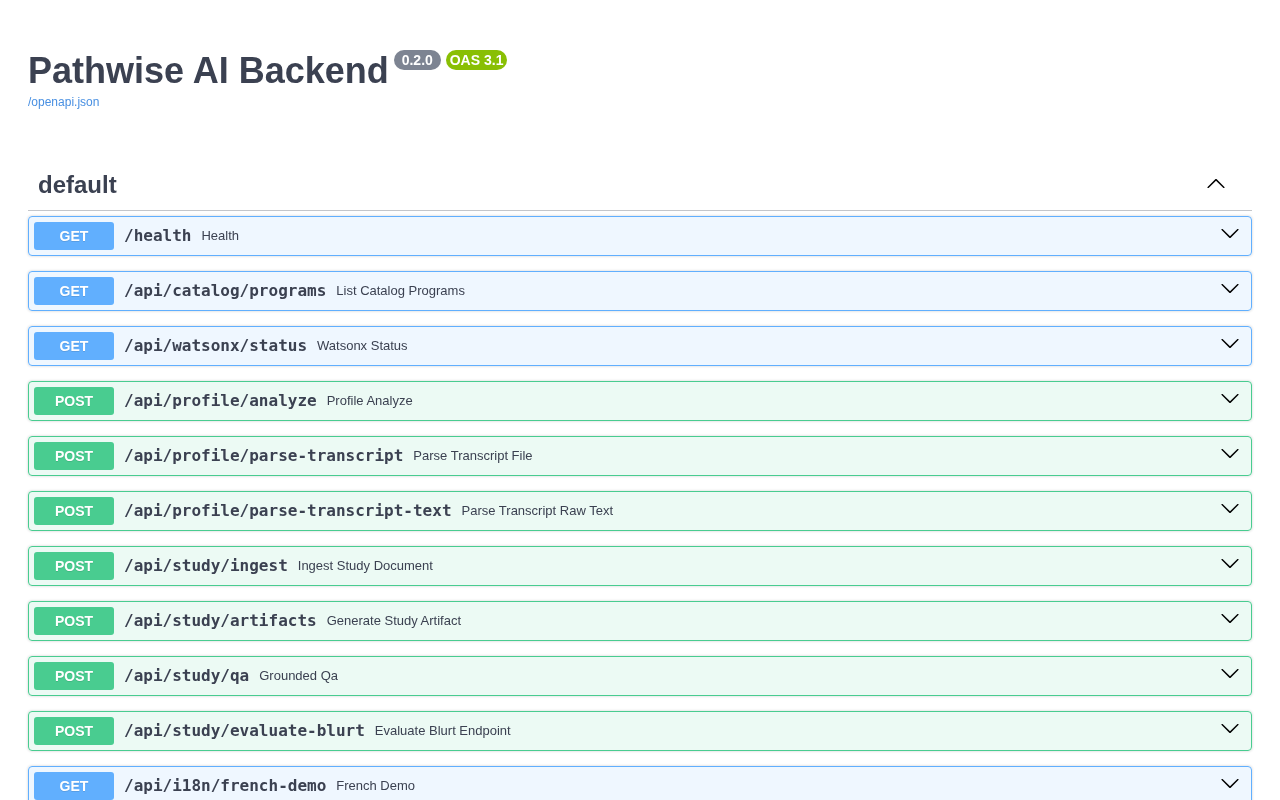 Pathwise AI Backend 0.2.0 OAS 3.1
/openapi.json
default
GET /health Health
GET /api/catalog/programs List Catalog Programs
GET /api/watsonx/status Watsonx Status
POST /api/profile/analyze Profile Analyze
POST /api/profile/parse-transcript Parse Transcript File
POST /api/profile/parse-transcript-text Parse Transcript Raw Text
POST /api/study/ingest Ingest Study Document
POST /api/study/artifacts Generate Study Artifact
POST /api/study/qa Grounded Qa
POST /api/study/evaluate-blurt Evaluate Blurt Endpoint
GET /api/i18n/french-demo French Demo